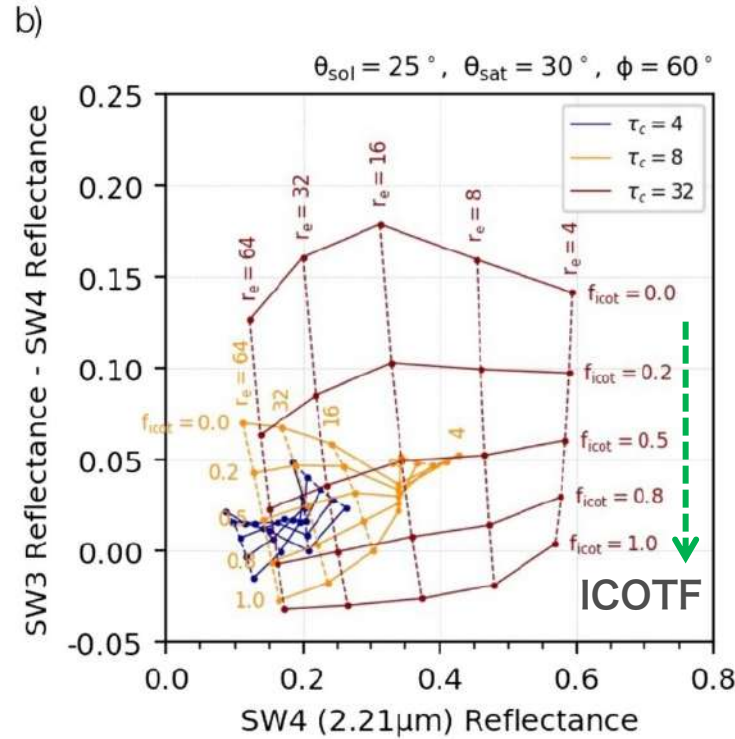 b)
θsol = 25°, θsat = 30°, ϕ = 60°
0.25
0.20
0.15
0.10
0.05
0.00
-0.05
SW3 Reflectance - SW4 Reflectance
τc = 4
τc = 8
τc = 32
re = 64
re = 32
re = 16
re = 8
re = 4
ficot = 0.0
ficot = 0.2
ficot = 0.5
ficot = 0.8
ficot = 1.0
re = 64
32
16
4
ficot = 0.0
0.2
1.0
ICOTF
0.0
0.2
0.4
0.6
0.8
SW4 (2.21μm) Reflectance